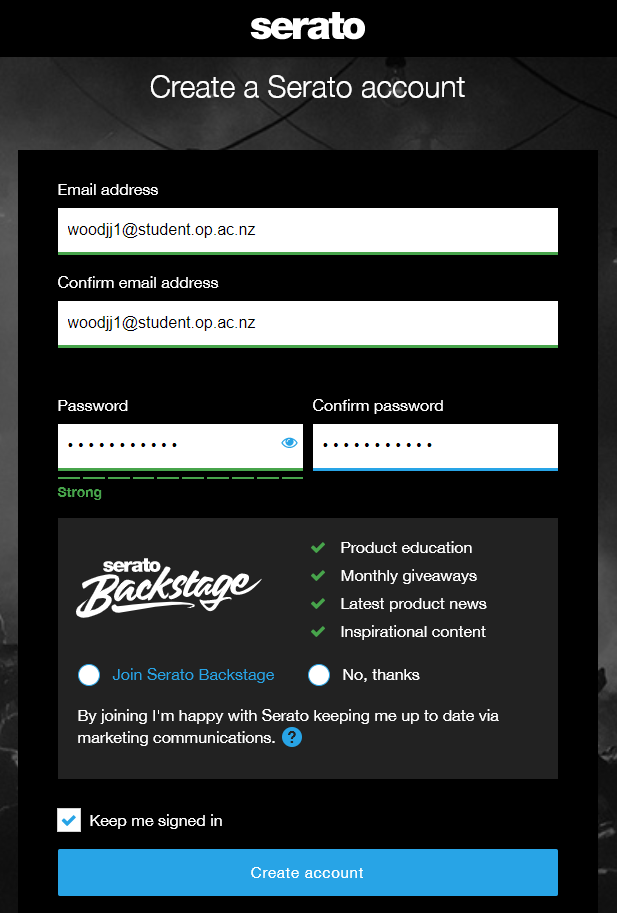 serato
Create a Serato account
Email address
woodjj1@student.op.ac.nz
Confirm email address
woodjj1@student.op.ac.nz
Password
Confirm password
•••••••••••
•••••••••••
Strong
serato
Backstage
Product education
Monthly giveaways
Latest product news
Inspirational content
Join Serato Backstage
No, thanks
By joining I'm happy with Serato keeping me up to date via
marketing communications. ?
Keep me signed in
Create account